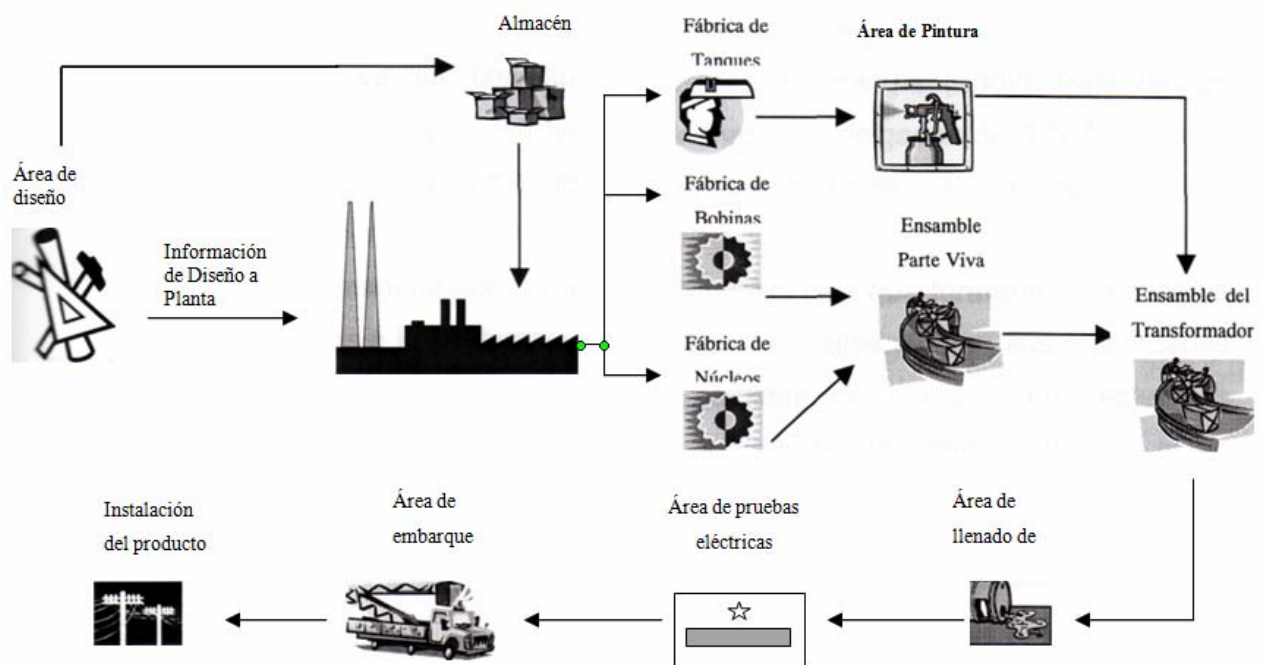 Almacén
Fábrica de
Tanques
Área de Pintura
Área de
diseño
Información
de Diseño a
Planta
Fábrica de
Bobinas
Ensamble
Parte Viva
Ensamble del
Transformador
Fábrica de
Núcleos
Instalación
del producto
Área de
embarque
Área de pruebas
eléctricas
Área de
llenado de